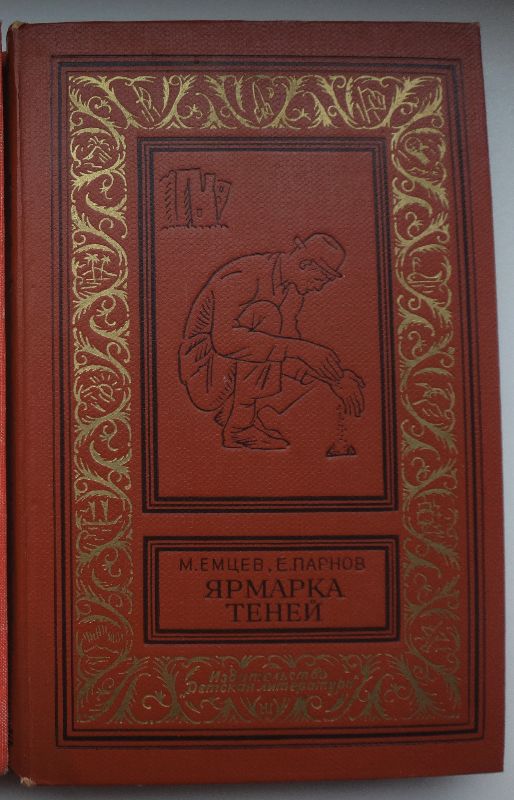 М.ЕМЦЕВ, Е.ПАРНОВ
ЯРМАРКА
ТЕНЕЙ
Издательство
Детская литература